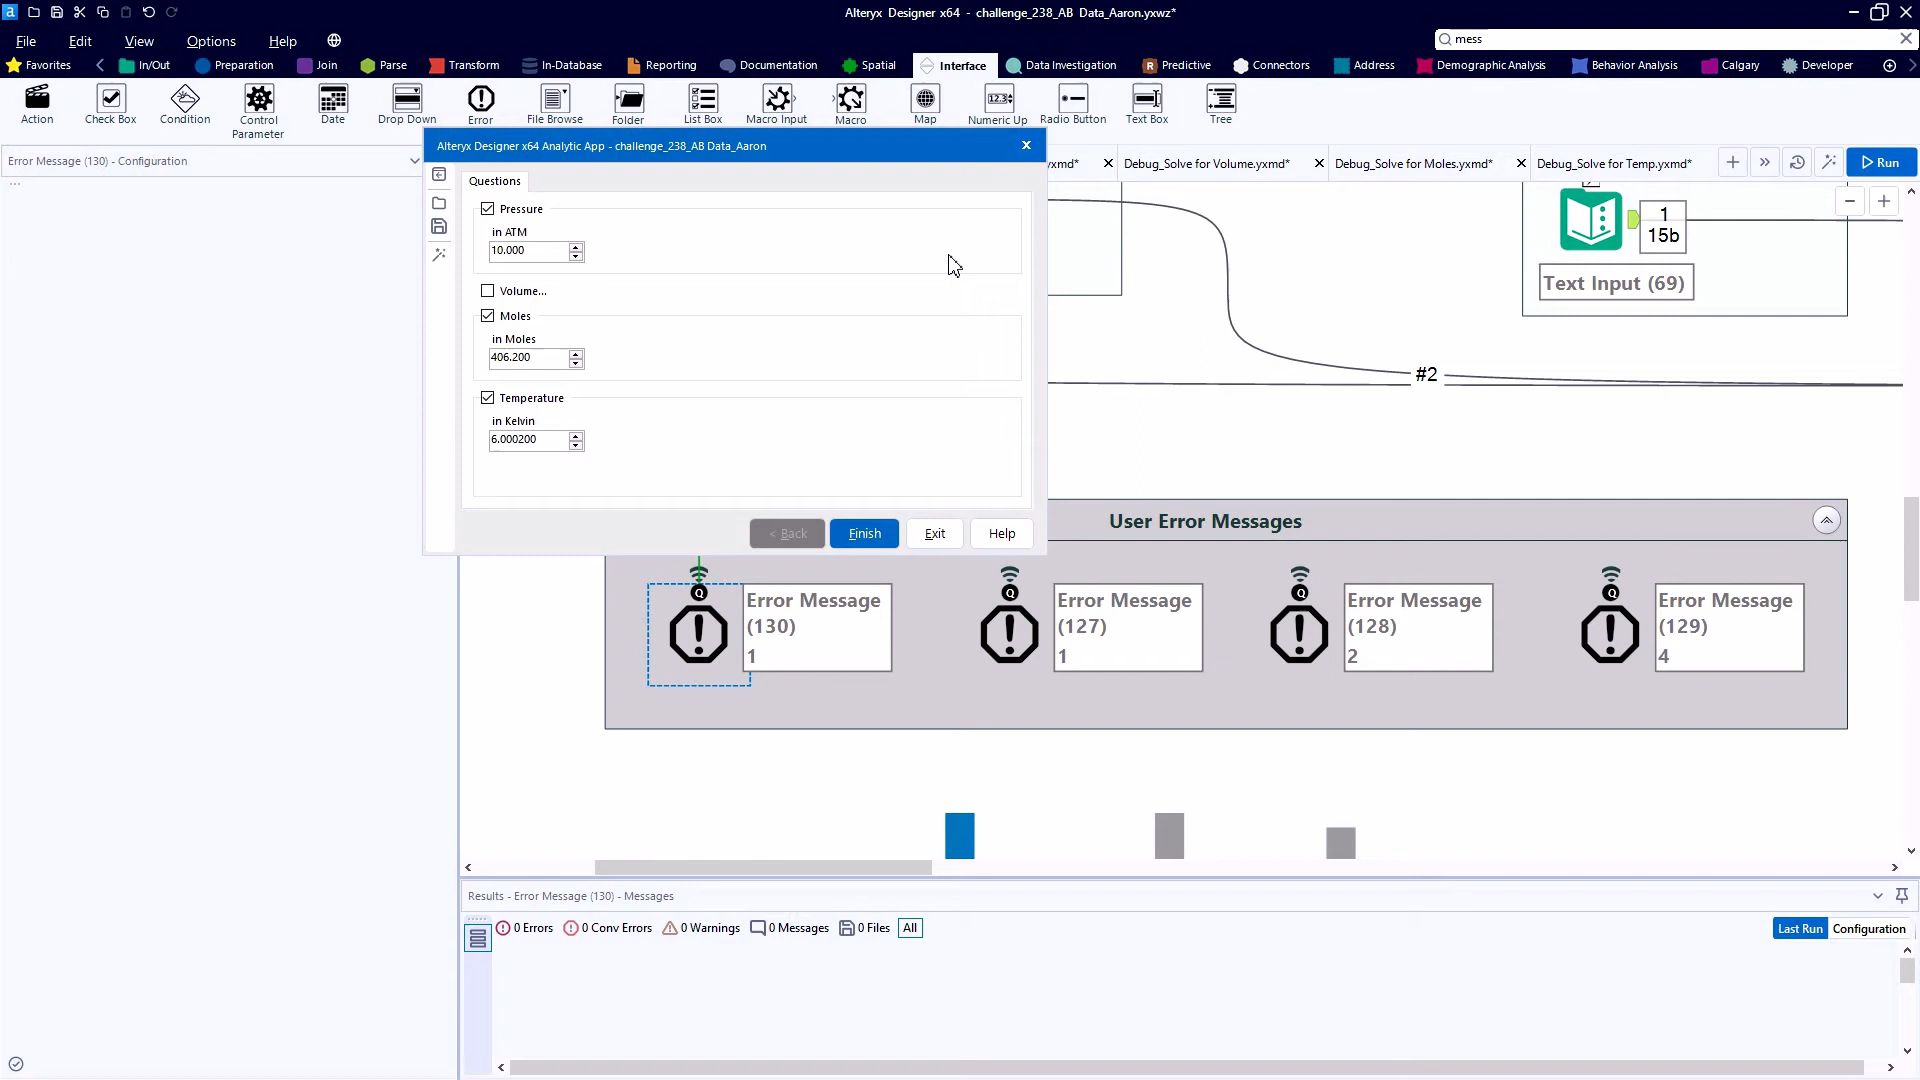 Alteryx Designer x64 - challenge_238_AB Data_Aaron.yxwz*
File Edit View Options Help
mess
Favorites In/Out Preparation Join Parse Transform In-Database Reporting Documentation Spatial Interface Data Investigation Predictive Connectors Address Demographic Analysis Behavior Analysis Calgary Developer
Action Check Box Condition Control Parameter Date Drop Down Error File Browse Folder List Box Macro Input Macro Map Numeric Up Radio Button Text Box Tree
Error Message (130) - Configuration
Alteryx Designer x64 Analytic App - challenge_238_AB Data_Aaron
Questions
Pressure
in ATM
10.000
Volume...
Moles
in Moles
406.200
Temperature
in Kelvin
6.000200
< Back Finish Exit Help
xmd* Debug_Solve for Volume.yxmd* Debug_Solve for Moles.yxmd* Debug_Solve for Temp.yxmd* Run
1
15b
Text Input (69)
#2
User Error Messages
Q
Error Message
(130)
1
Q
Error Message
(127)
1
Q
Error Message
(128)
2
Q
Error Message
(129)
4
Results - Error Message (130) - Messages
0 Errors 0 Conv Errors 0 Warnings 0 Messages 0 Files All
Last Run Configuration